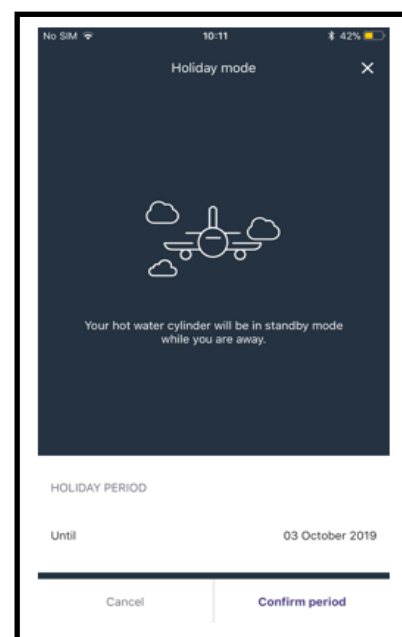 No SIM 10:11 42%
Holiday mode
Your hot water cylinder will be in standby mode
while you are away.
HOLIDAY PERIOD
Until 03 October 2019
Cancel Confirm period